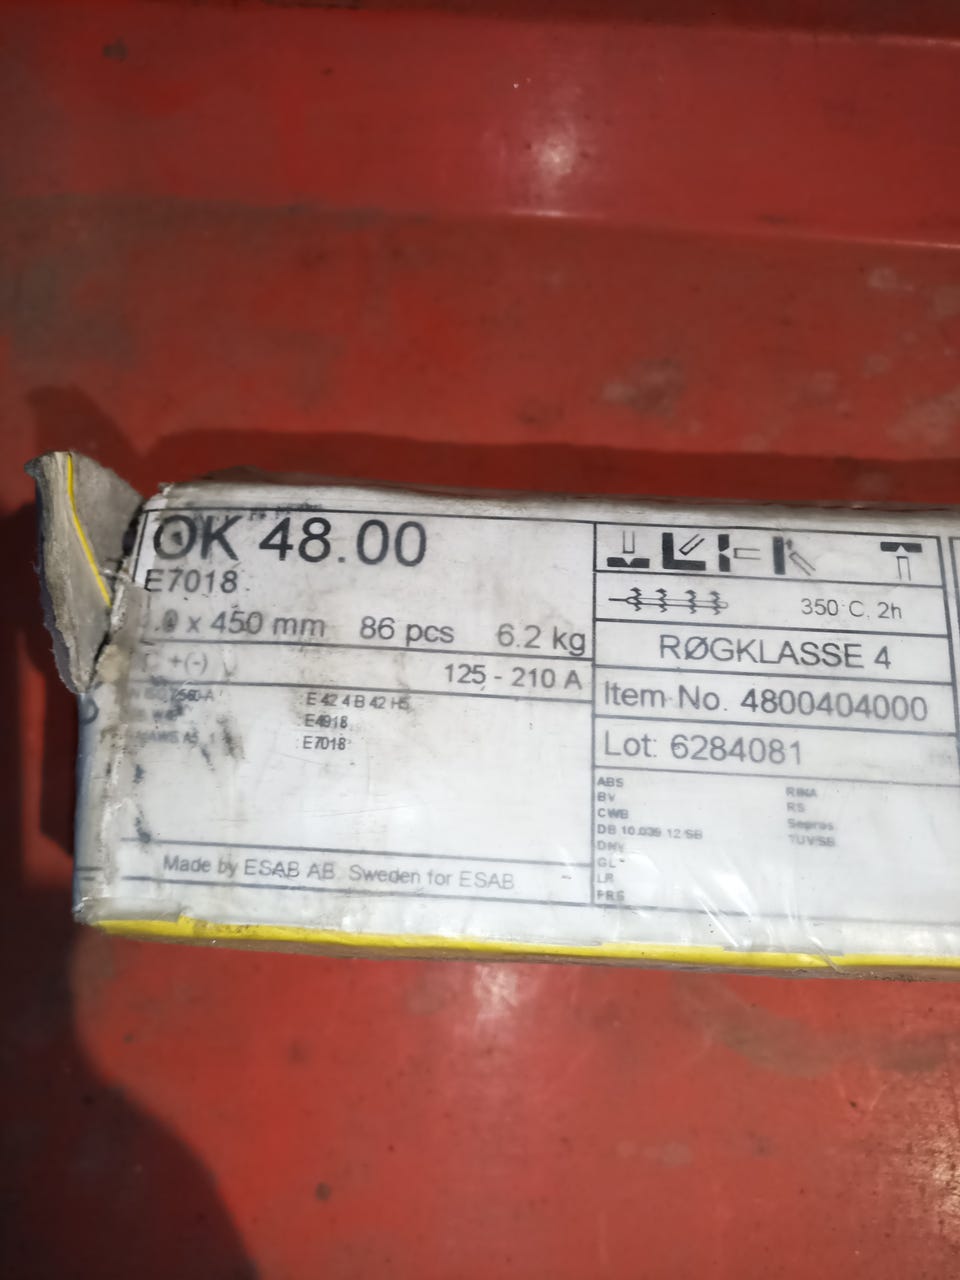 OK 48.00
E7018
x 450 mm 86 pcs 6.2 kg
+(-) 125 - 210 A
E 42 4 B 42 H5
: E4918
: E7018
Made by ESAB AB. Sweden for ESAB
350 C, 2h
RØGKLASSE 4
Item No. 4800404000
Lot: 6284081
ABS RINA
BV RS
CWB Sepros
DB 10.039 12/SB TUV/SB
DNV
GL
LR
PRS